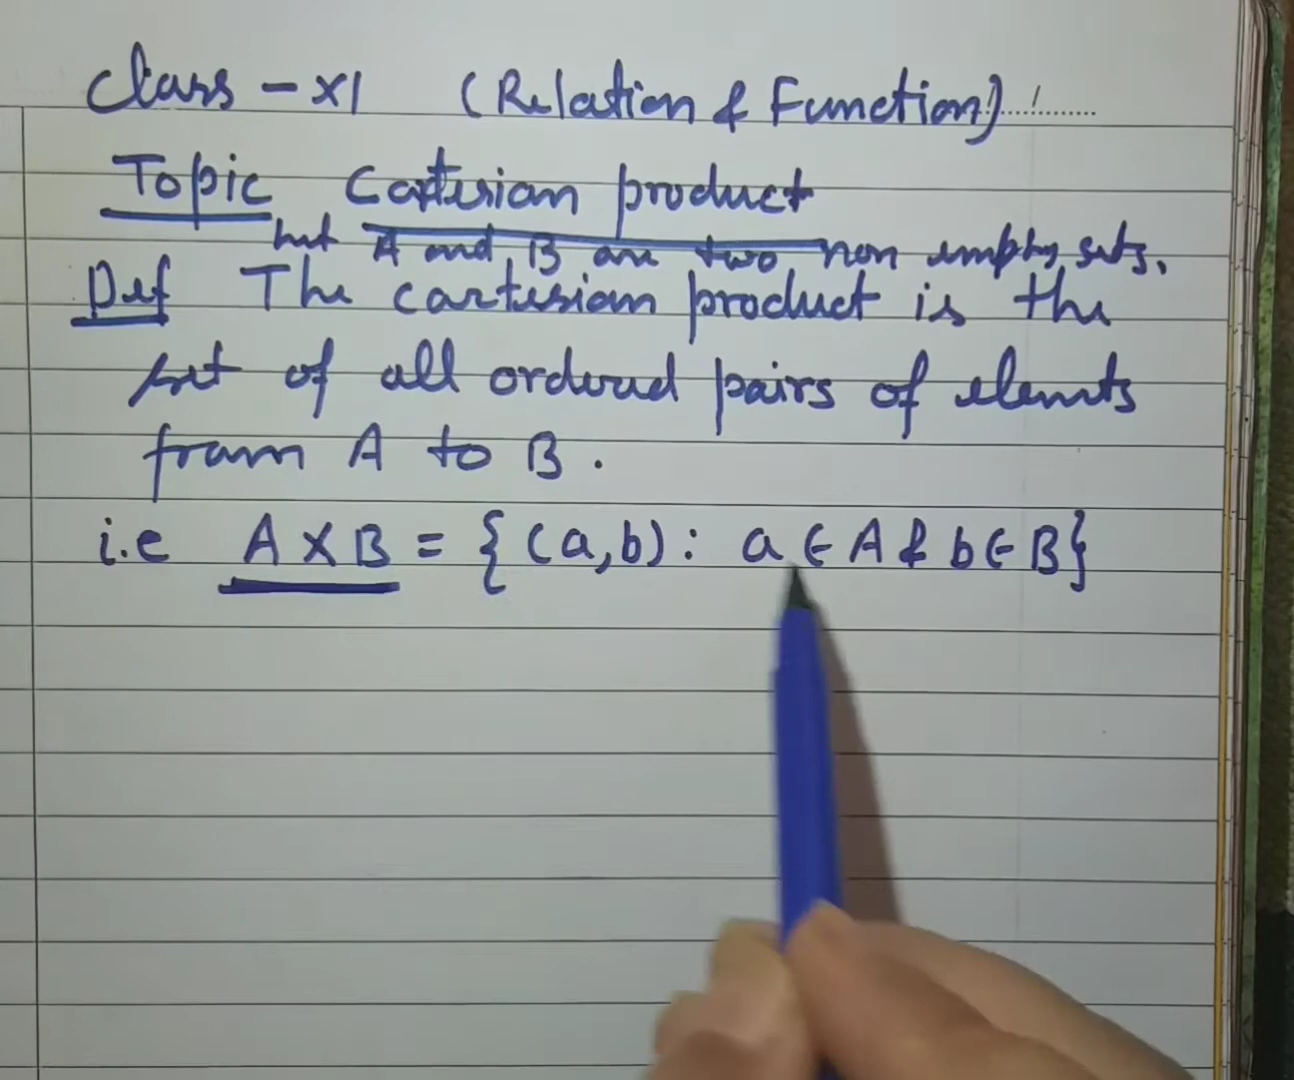 Class - XI (Relation & Function)
Topic Cartesian product
let A and B are two non empty sets.
Def The cartesian product is the
set of all ordered pairs of elemts
from A to B.
i.e A X B = {(a,b): a ∈ A & b ∈ B}